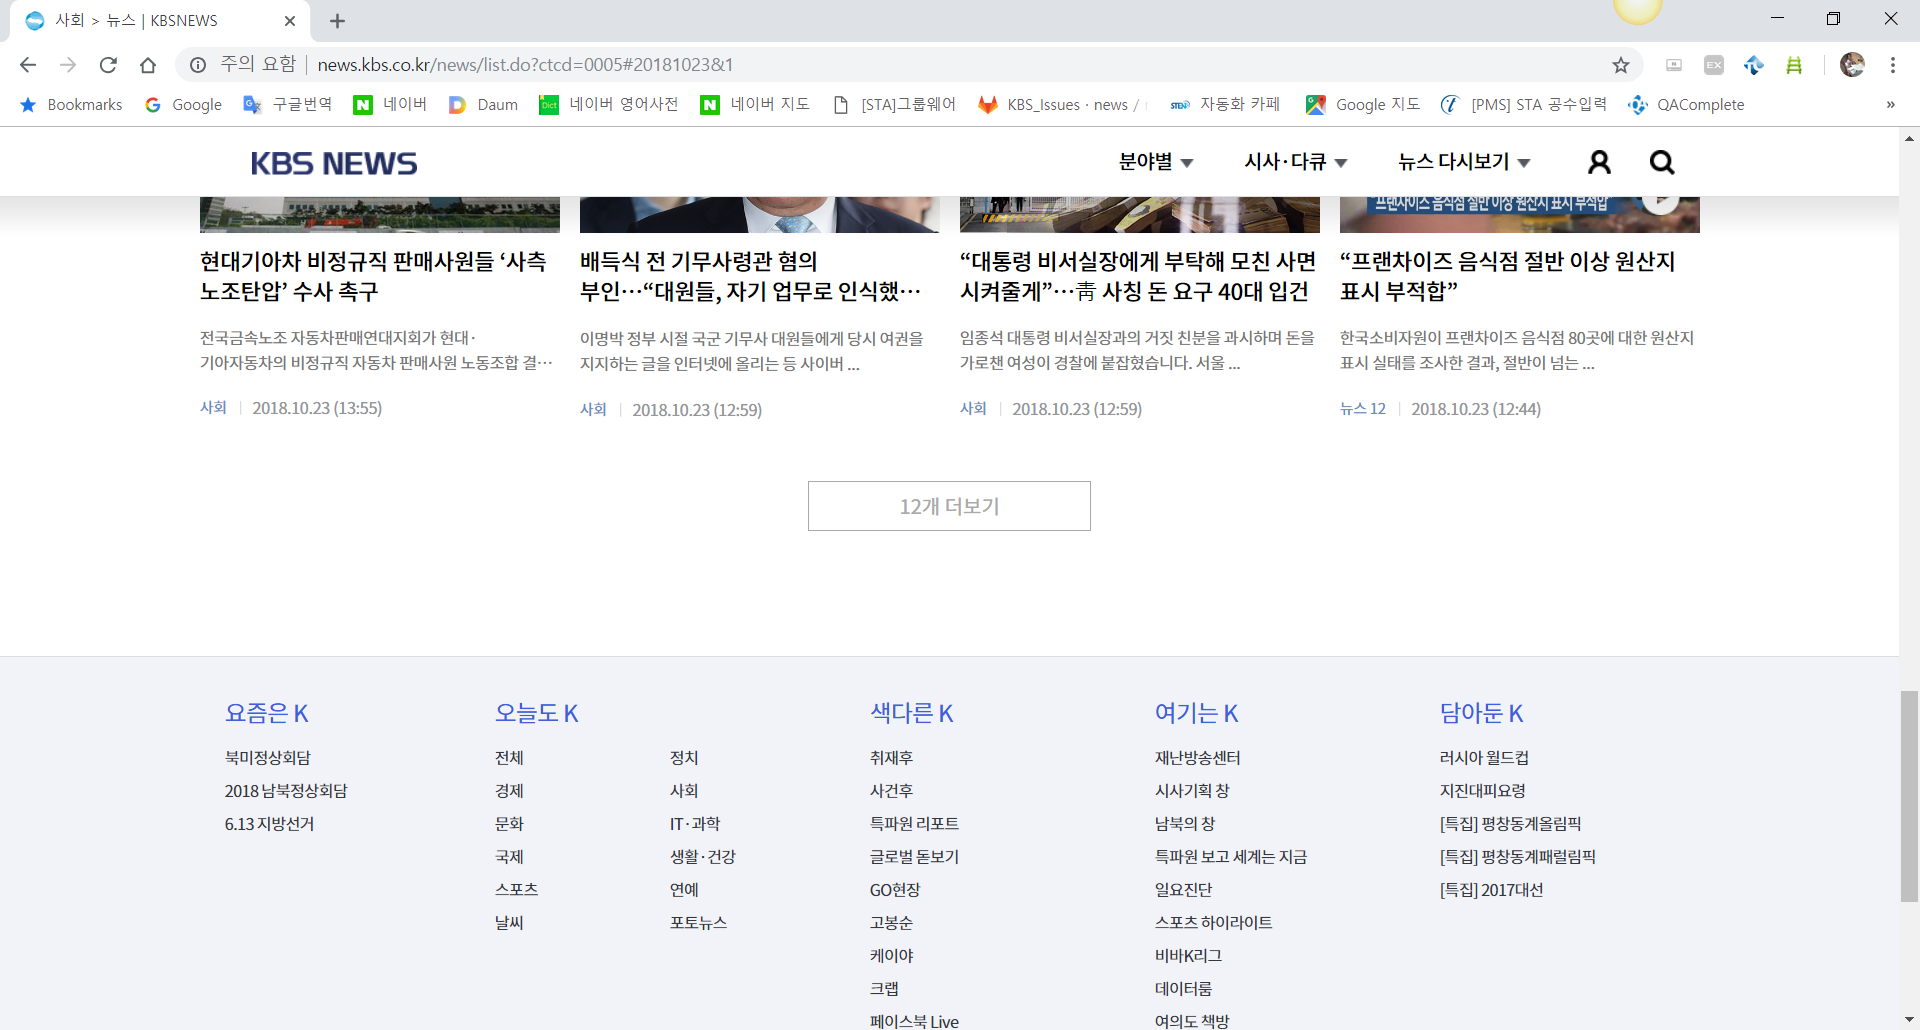 사회 > 뉴스 | KBSNEWS
주의 요함 | news.kbs.co.kr/news/list.do?ctcd=0005#20181023&1
EX
Bookmarks Google 구글번역 네이버 Daum 네이버 영어사전 네이버 지도 [STA]그룹웨어 KBS_Issues · news / 자동화 카페 Google 지도 [PMS] STA 공수입력 QAComplete »
KBS NEWS 분야별 시사·다큐 뉴스 다시보기
프랜차이즈 음식점 절반 이상 원산지 표시 부적합
현대기아차 비정규직 판매사원들 ‘사측
노조탄압’ 수사 촉구
전국금속노조 자동차판매연대지회가 현대·
기아자동차의 비정규직 자동차 판매사원 노동조합 결…
사회 | 2018.10.23 (13:55)
배득식 전 기무사령관 혐의
부인…“대원들, 자기 업무로 인식했…
이명박 정부 시절 국군 기무사 대원들에게 당시 여권을
지지하는 글을 인터넷에 올리는 등 사이버 ...
사회 | 2018.10.23 (12:59)
“대통령 비서실장에게 부탁해 모친 사면
시켜줄게”…靑 사칭 돈 요구 40대 입건
임종석 대통령 비서실장과의 거짓 친분을 과시하며 돈을
가로챈 여성이 경찰에 붙잡혔습니다. 서울 ...
사회 | 2018.10.23 (12:59)
“프랜차이즈 음식점 절반 이상 원산지
표시 부적합”
한국소비자원이 프랜차이즈 음식점 80곳에 대한 원산지
표시 실태를 조사한 결과, 절반이 넘는 ...
뉴스 12 | 2018.10.23 (12:44)
12개 더보기
요즘은 K
북미정상회담
2018 남북정상회담
6.13 지방선거
오늘도 K
전체 정치
경제 사회
문화 IT·과학
국제 생활·건강
스포츠 연예
날씨 포토뉴스
색다른 K
취재후
사건후
특파원 리포트
글로벌 돋보기
GO현장
고봉순
케이야
크랩
페이스북 Live
여기는 K
재난방송센터
시사기획 창
남북의 창
특파원 보고 세계는 지금
일요진단
스포츠 하이라이트
비바K리그
데이터룸
여의도 책방
담아둔 K
러시아 월드컵
지진대피요령
[특집] 평창동계올림픽
[특집] 평창동계패럴림픽
[특집] 2017대선